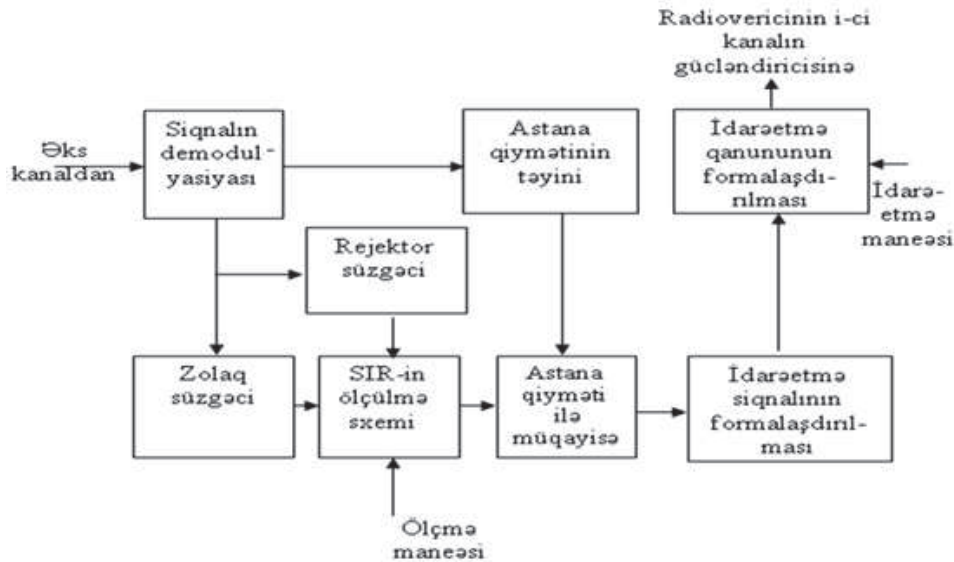 Radiovericinin i-ci
kanalın
gücləndiricisinə
Əks
kanaldan
Siqnalın
demodul-
yasiyası
Astana
qiymətinin
təyini
İdarəetmə
qanununun
formalaşdı-
rılması
İdarə-
etmə
maneəsi
Rejektor
süzgəci
Zolaq
süzgəci
SIR-in
ölçülmə
sxemi
Astana
qiyməti
ilə
müqayisə
İdarəetmə
siqnalının
formalaşdırıl-
ması
Ölçmə
maneəsi